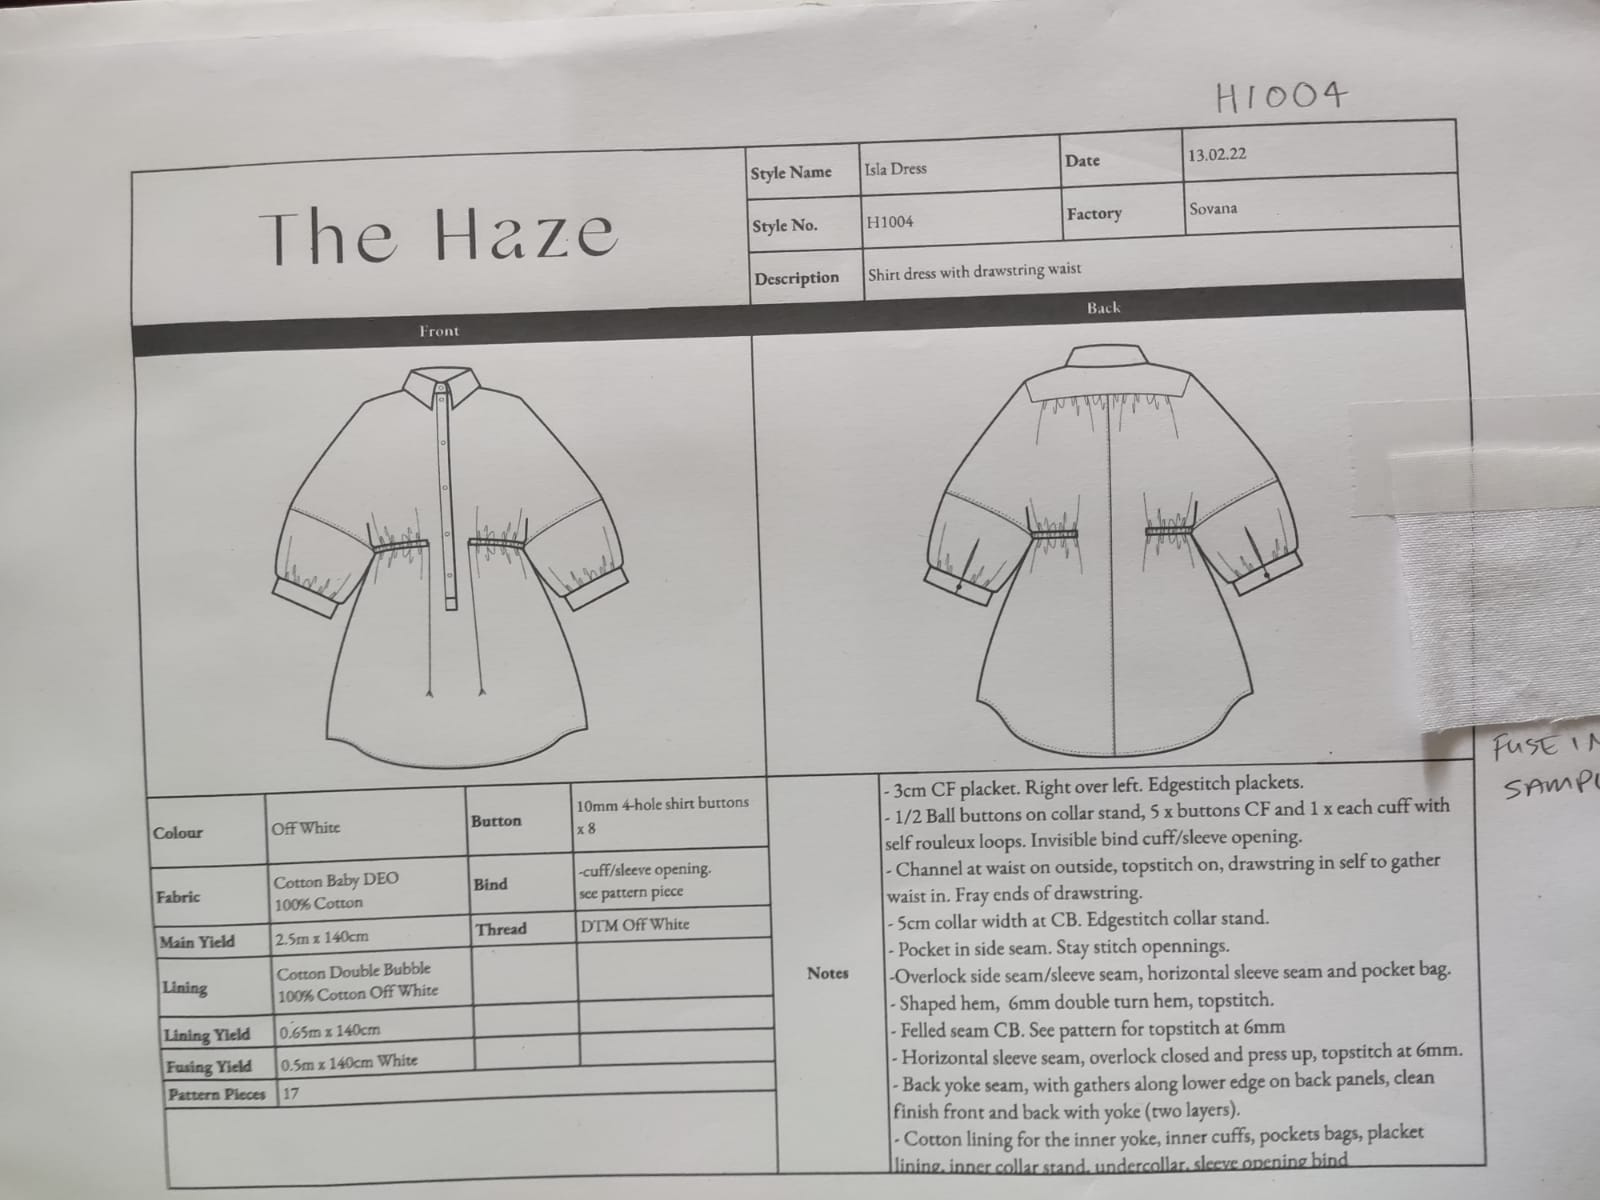 H1004
The Haze
Style Name Isla Dress Date 13.02.22
Style No. H1004 Factory Sovana
Description Shirt dress with drawstring waist
Front Back
Colour Off White
Button 10mm 4-hole shirt buttons
x 8
Fabric Cotton Baby DEO
100% Cotton
Bind -cuff/sleeve opening.
see pattern piece
Main Yield 2.5m x 140cm
Thread DTM Off White
Lining Cotton Double Bubble
100% Cotton Off White
Lining Yield 0.65m x 140cm
Fusing Yield 0.5m x 140cm White
Pattern Pieces 17
Notes
- 3cm CF placket. Right over left. Edgestitch plackets.
- 1/2 Ball buttons on collar stand, 5 x buttons CF and 1 x each cuff with
self rouleux loops. Invisible bind cuff/sleeve opening.
- Channel at waist on outside, topstitch on, drawstring in self to gather
waist in. Fray ends of drawstring.
- 5cm collar width at CB. Edgestitch collar stand.
- Pocket in side seam. Stay stitch opennings.
-Overlock side seam/sleeve seam, horizontal sleeve seam and pocket bag.
- Shaped hem, 6mm double turn hem, topstitch.
- Felled seam CB. See pattern for topstitch at 6mm
- Horizontal sleeve seam, overlock closed and press up, topstitch at 6mm.
- Back yoke seam, with gathers along lower edge on back panels, clean
finish front and back with yoke (two layers).
- Cotton lining for the inner yoke, inner cuffs, pockets bags, placket
lining, inner collar stand, undercollar, sleeve opening bind
FUSE IN